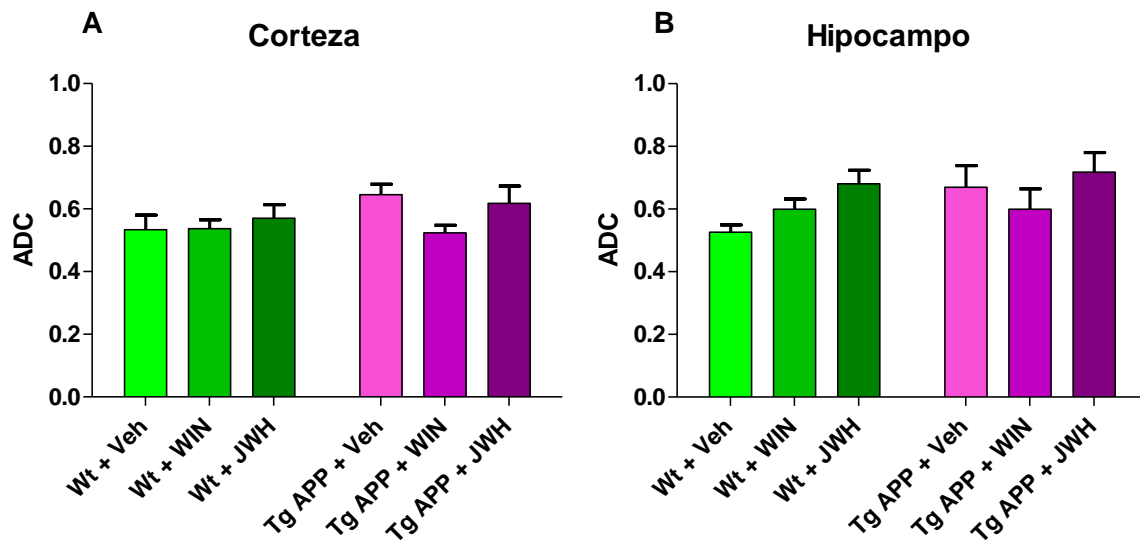 A
Corteza
ADC
1.0
0.8
0.6
0.4
0.2
0.0
Wt + Veh
Wt + WIN
Wt + JWH
Tg APP + Veh
Tg APP + WIN
Tg APP + JWH
B
Hipocampo
ADC
1.0
0.8
0.6
0.4
0.2
0.0
Wt + Veh
Wt + WIN
Wt + JWH
Tg APP + Veh
Tg APP + WIN
Tg APP + JWH